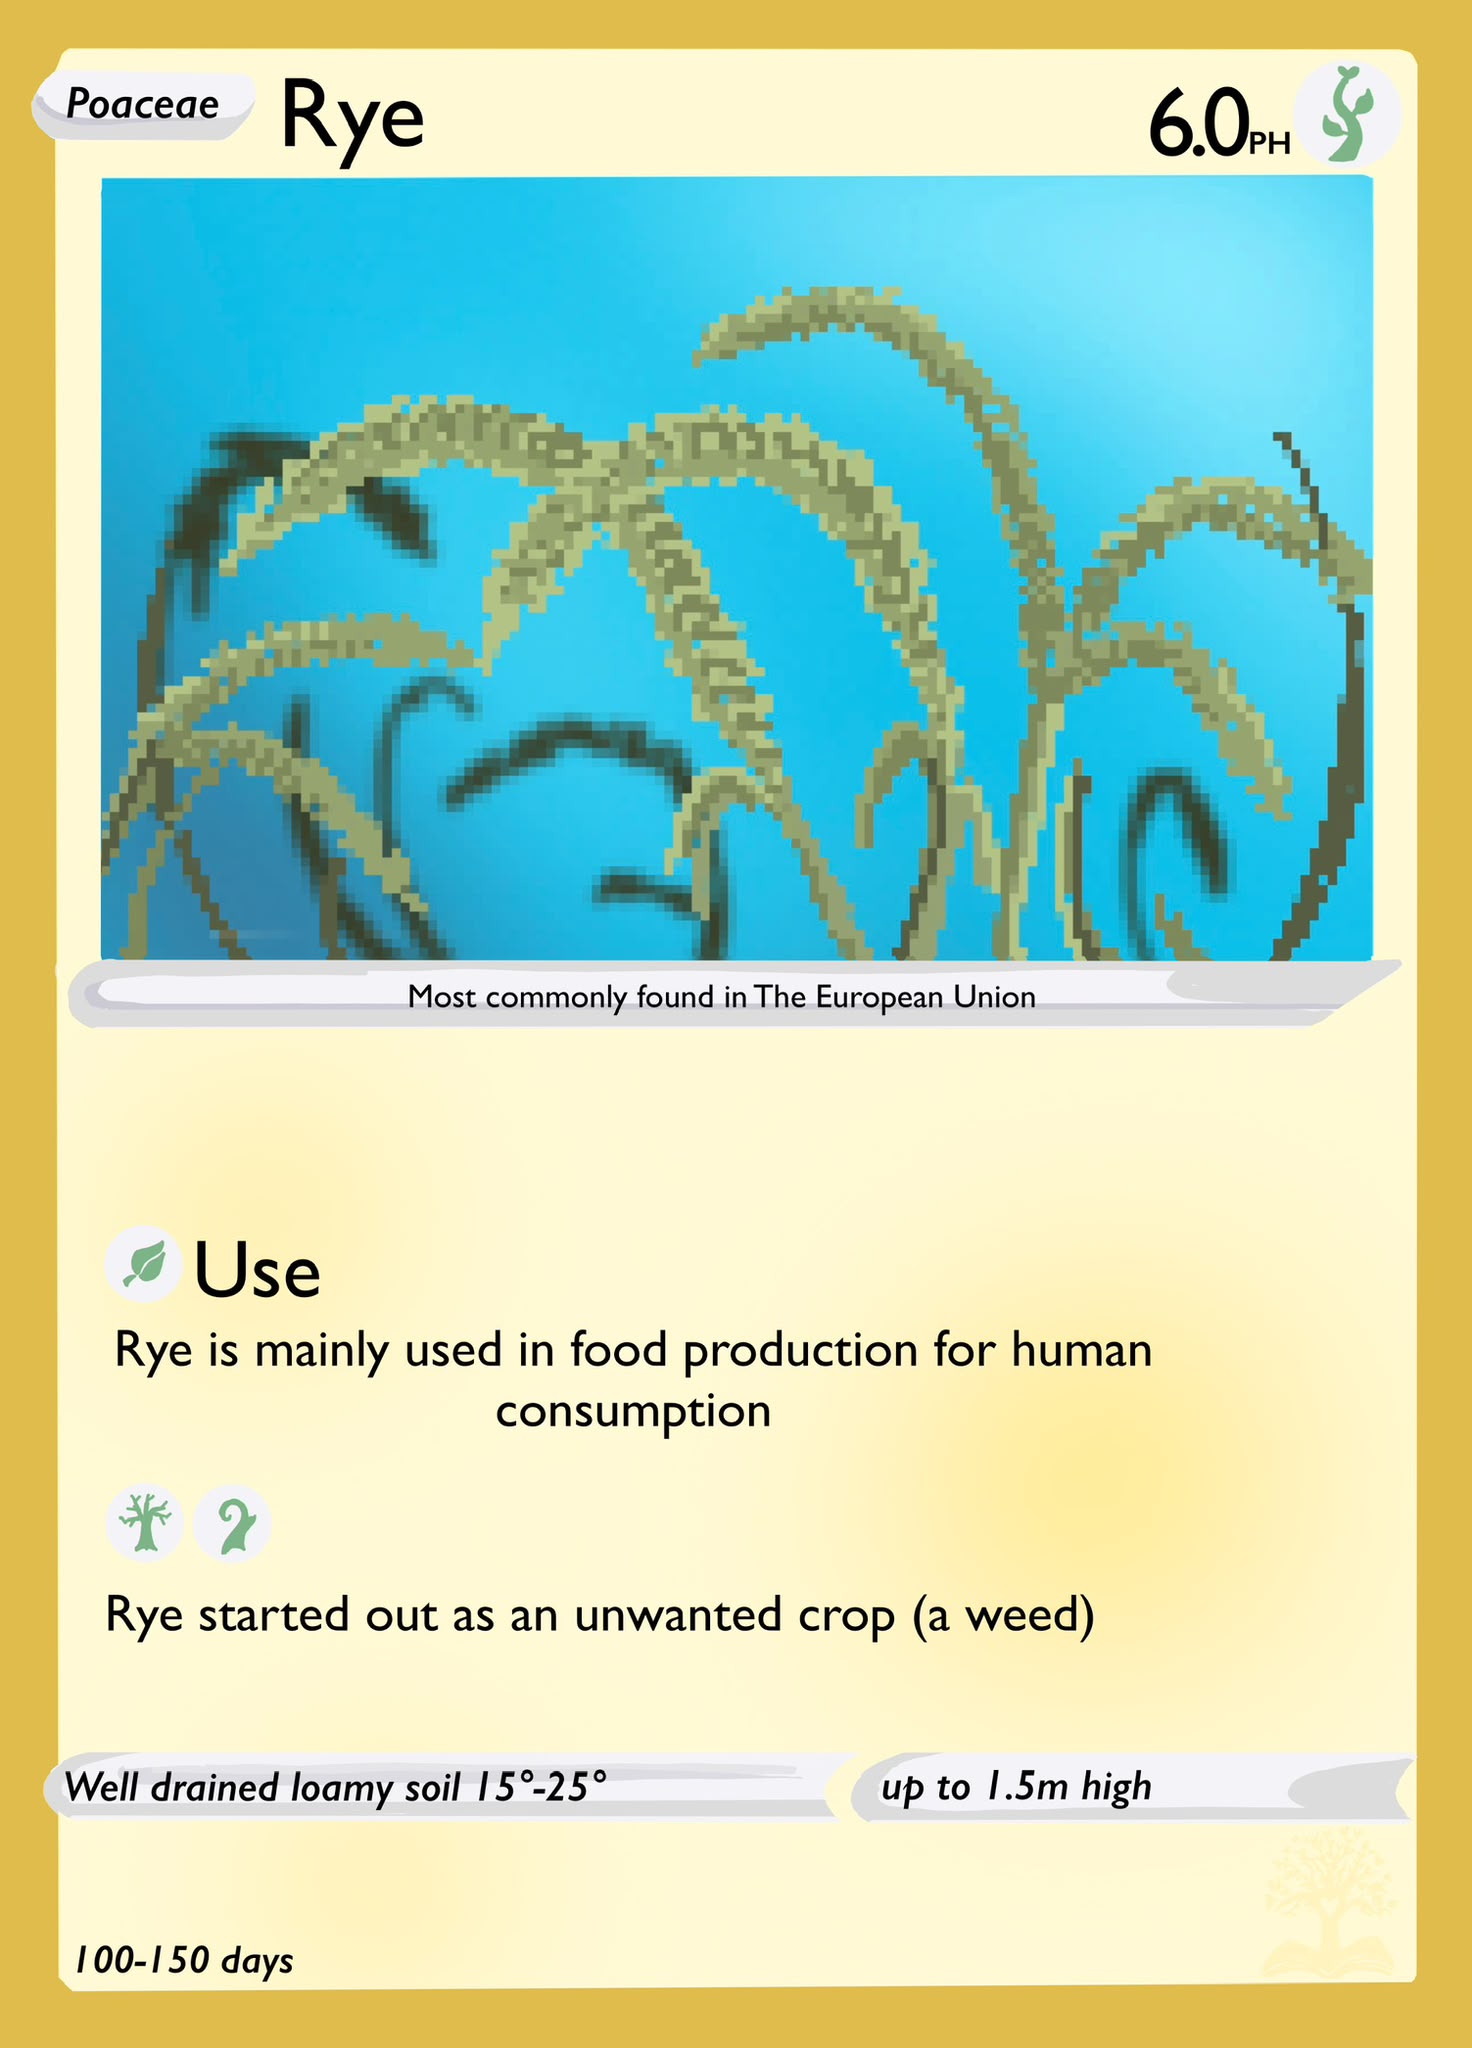 Poaceae
Rye
6.0PH
Most commonly found in The European Union
Use
Rye is mainly used in food production for human
consumption
Rye started out as an unwanted crop (a weed)
Well drained loamy soil 15°-25°
up to 1.5m high
100-150 days